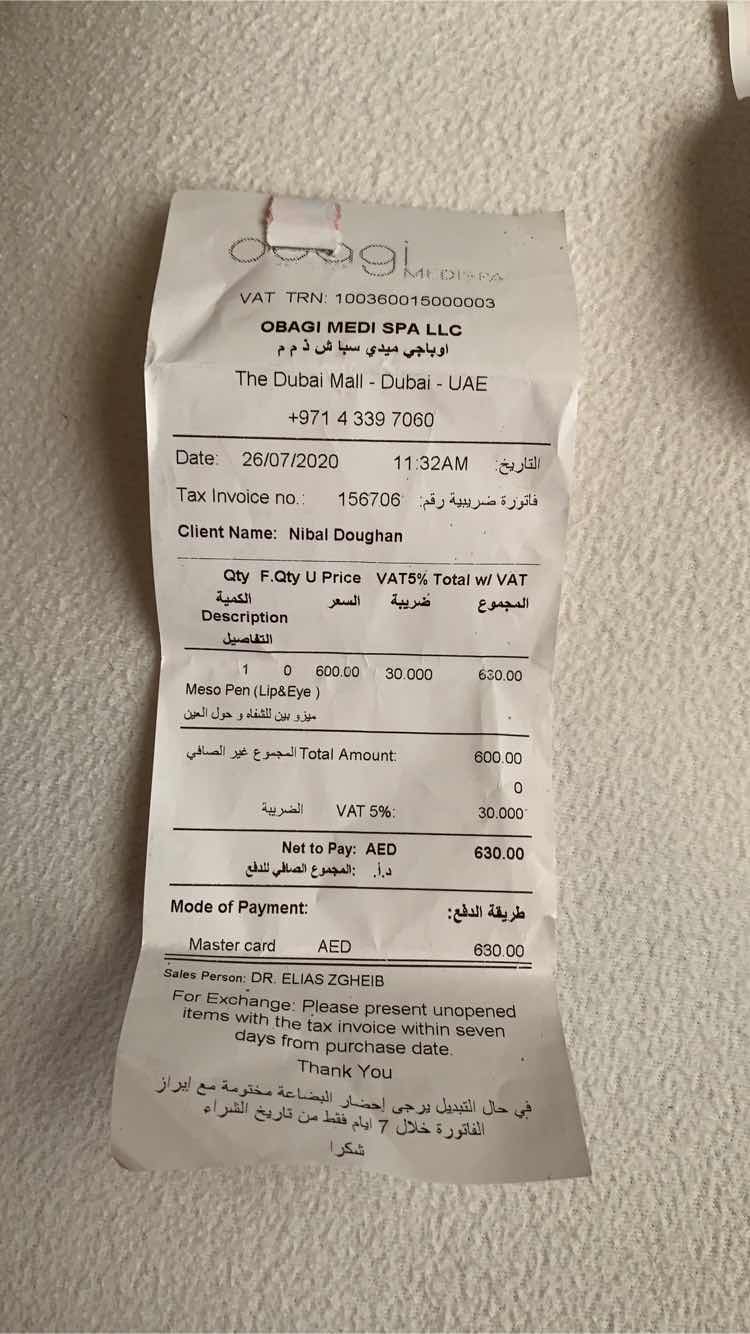 obagi
MEDISPA
VAT TRN: 100360015000003
OBAGI MEDI SPA LLC
اوباجي ميدي سبا ش ذ م م
The Dubai Mall - Dubai - UAE
+971 4 339 7060
Date: 26/07/2020 11:32AM التاريخ:
Tax Invoice no.: 156706 فاتورة ضريبية رقم:
Client Name: Nibal Doughan
Qty F.Qty U Price VAT5% Total w/ VAT
الكمية السعر ضريبة المجموع
Description
التفاصيل
1 0 600.00 30.000 630.00
Meso Pen (Lip&Eye )
ميزو بين للشفاه و حول العين
المجموع غير الصافي Total Amount: 600.00
0
الضريبة VAT 5%: 30.000
Net to Pay: AED 630.00
المجموع الصافي للدفع: د.أ.
Mode of Payment: طريقة الدفع:
Master card AED 630.00
Sales Person: DR. ELIAS ZGHEIB
For Exchange: Please present unopened
items with the tax invoice within seven
days from purchase date.
Thank You
في حال التبديل يرجى إحضار البضاعة مختومة مع إبراز
الفاتورة خلال 7 ايام فقط من تاريخ الشراء
شكرا